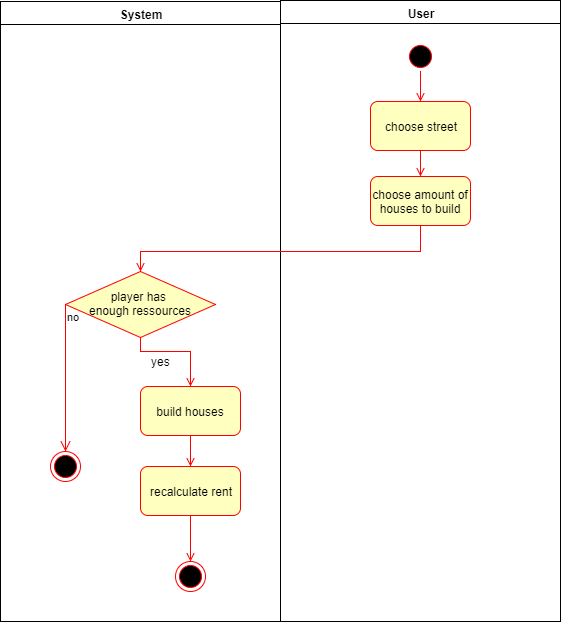 System
User
choose street
choose amount of
houses to build
player has
enough ressources
no
yes
build houses
recalculate rent